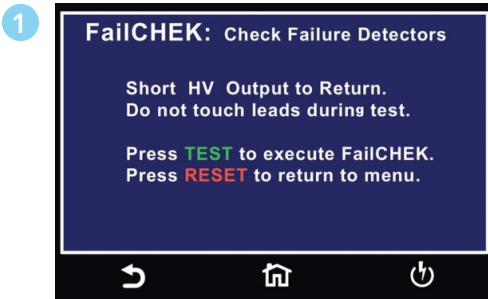 1
FailCHEK: Check Failure Detectors
Short HV Output to Return.
Do not touch leads during test.
Press TEST to execute FailCHEK.
Press RESET to return to menu.